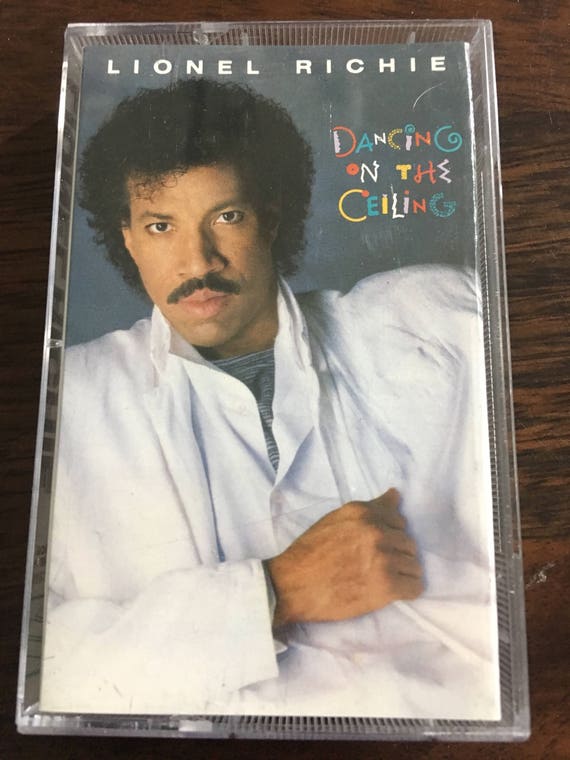 LIONEL RICHIE
DANCING
ON THE
CEILING